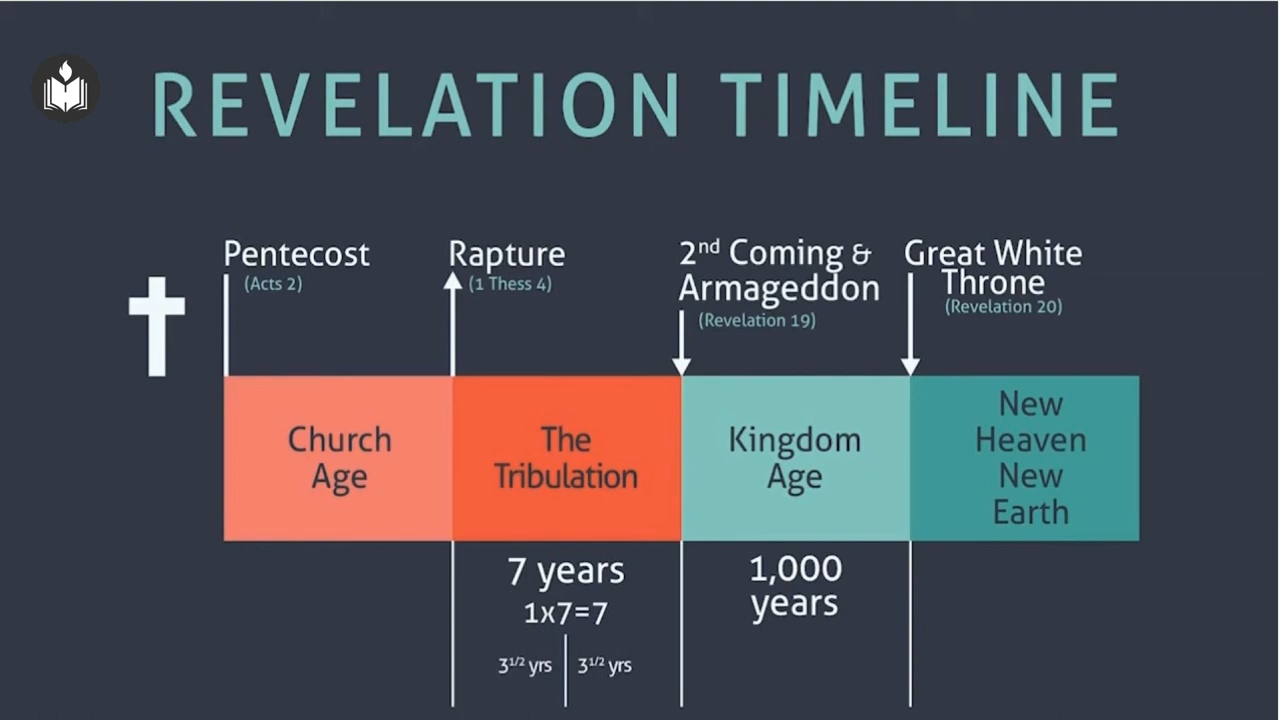 REVELATION TIMELINE
Pentecost
(Acts 2)
Rapture
(1 Thess 4)
2nd Coming &
Armageddon
(Revelation 19)
Great White
Throne
(Revelation 20)
Church
Age
The
Tribulation
Kingdom
Age
New
Heaven
New
Earth
7 years
1x7=7
3 1/2 yrs
3 1/2 yrs
1,000
years